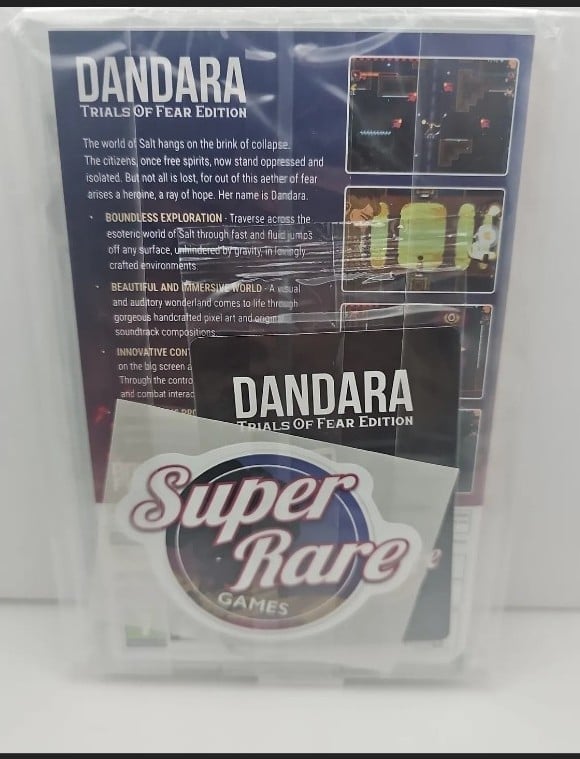 DANDARA
TRIALS OF FEAR EDITION
The world of Salt hangs on the brink of collapse.
The citizens, once free spirits, now stand oppressed and
isolated. But not all is lost, for out of this aether of fear
arises a heroine, a ray of hope. Her name is Dandara.
• BOUNDLESS EXPLORATION - Traverse across the
esoteric world of Salt through fast and fluid jumps
off any surface, unhindered by gravity, in lovingly
crafted environments
• BEAUTIFUL AND IMMERSIVE WORLD - A visual
and auditory wonderland comes to life through
gorgeous handcrafted pixel art and original
soundtrack compositions
• INNOVATIVE CON
on the big screen a
Through the contro
and combat interac
DANDARA
TRIALS OF FEAR EDITION
Super
Rare
GAMES